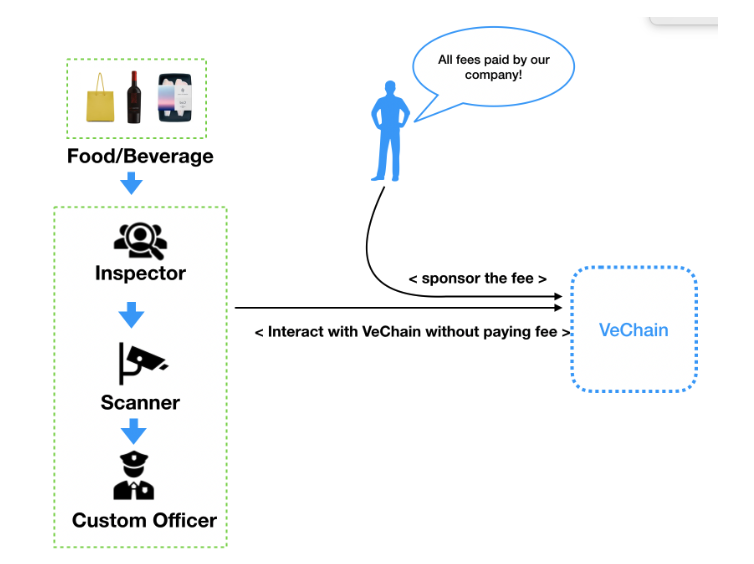 All fees paid by our
company!
Food/Beverage
Inspector
< sponsor the fee >
< Interact with VeChain without paying fee >
VeChain
Scanner
Custom Officer